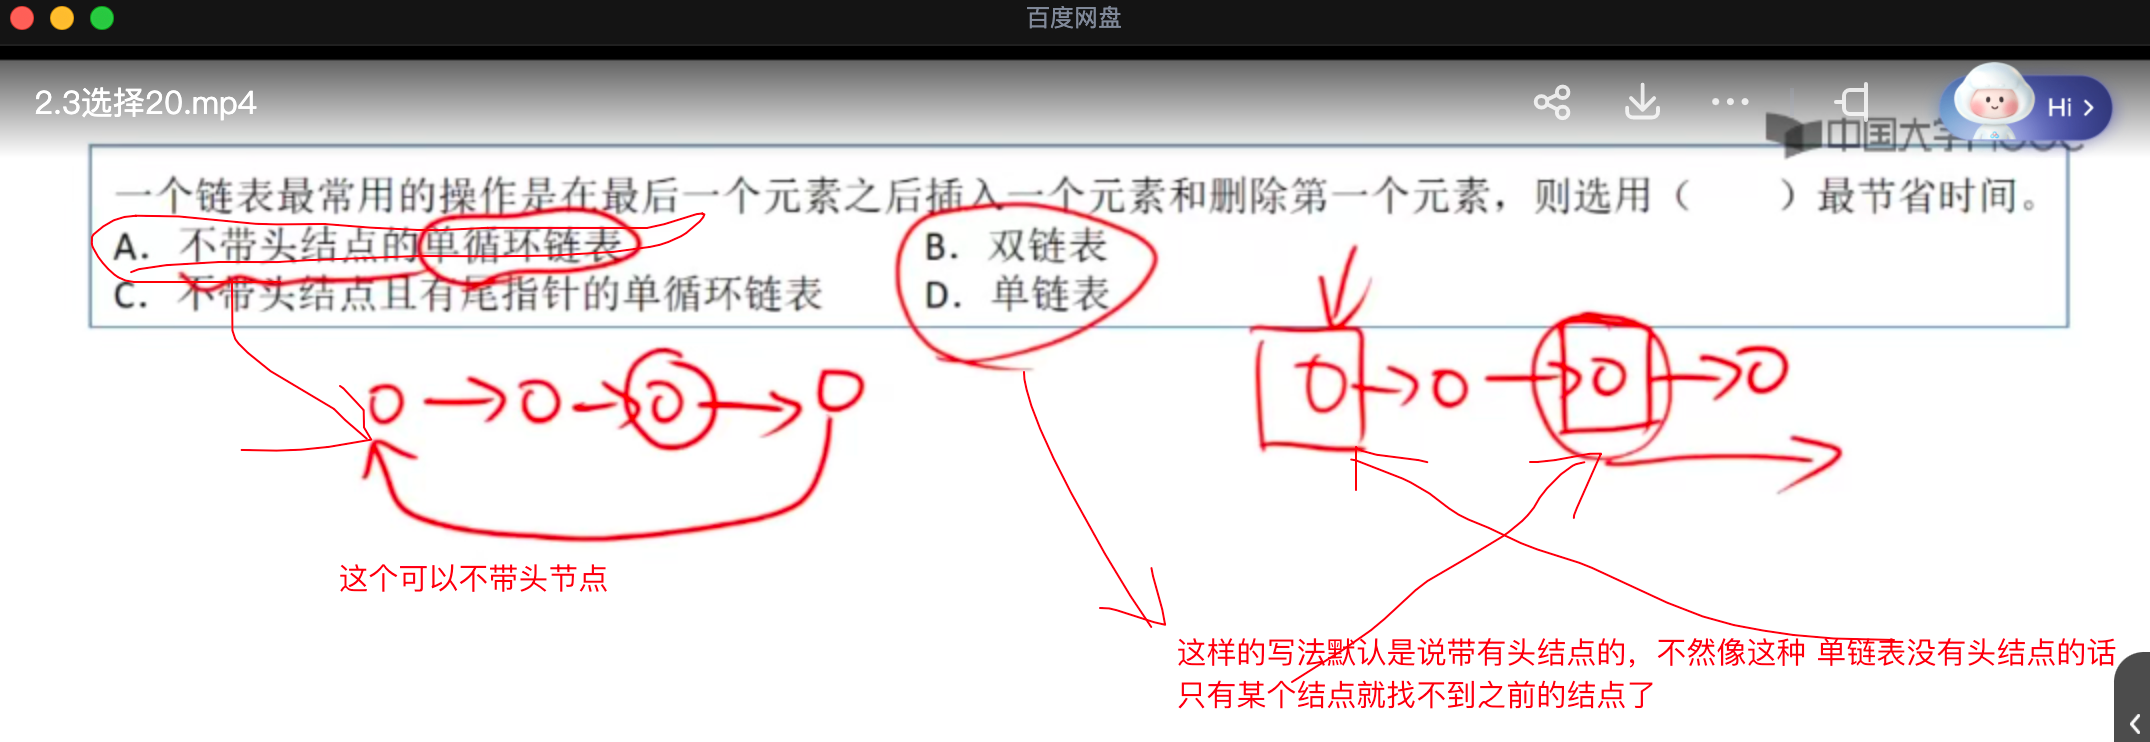 百度网盘
2.3选择20.mp4
Hi
中国大学
一个链表最常用的操作是在最后一个元素之后插入一个元素和删除第一个元素，则选用（ ）最节省时间。
A. 不带头结点的单循环链表 B. 双链表
C. 不带头结点且有尾指针的单循环链表 D. 单链表
这个可以不带头节点
这样的写法默认是说带有头结点的，不然像这种 单链表没有头结点的话
只有某个结点就找不到之前的结点了